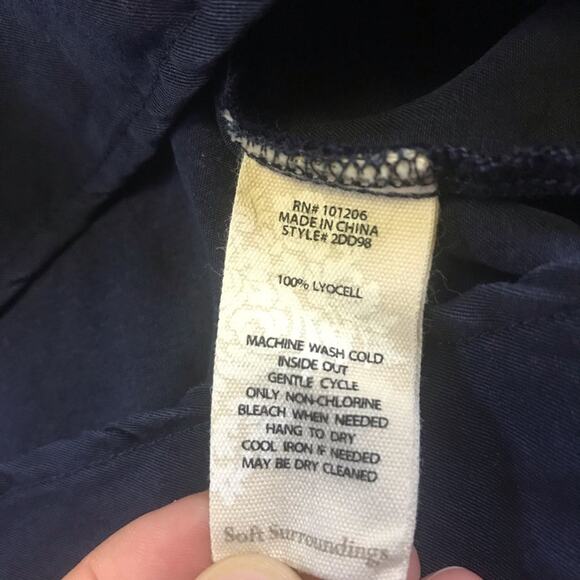 RN# 101206
MADE IN CHINA
STYLE# 2DD98
100% LYOCELL
MACHINE WASH COLD
INSIDE OUT
GENTLE CYCLE
ONLY NON-CHLORINE
BLEACH WHEN NEEDED
HANG TO DRY
COOL IRON IF NEEDED
MAY BE DRY CLEANED
Soft Surroundings